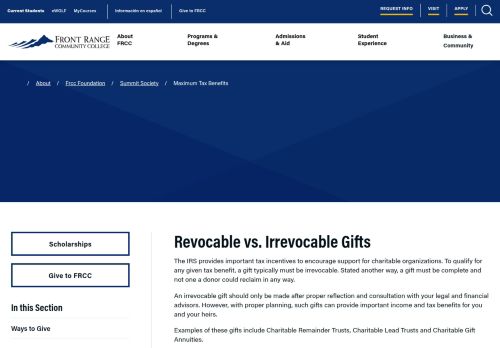 Current Students eWOLF MyCourses Información en español Give to FRCC REQUEST INFO VISIT APPLY
FRONT RANGE
COMMUNITY COLLEGE
About
FRCC
Programs &
Degrees
Admissions
& Aid
Student
Experience
Business &
Community
/ About / Frcc Foundation / Summit Society / Maximum Tax Benefits
Scholarships
Give to FRCC
In this Section
Ways to Give
Revocable vs. Irrevocable Gifts
The IRS provides important tax incentives to encourage support for charitable organizations. To qualify for
any given tax benefit, a gift typically must be irrevocable. Stated another way, a gift must be complete and
not one a donor could reclaim in any way.
An irrevocable gift should only be made after proper reflection and consultation with your legal and financial
advisors. However, with proper planning, such gifts can provide important income and tax benefits for you
and your heirs.
Examples of these gifts include Charitable Remainder Trusts, Charitable Lead Trusts and Charitable Gift
Annuities.